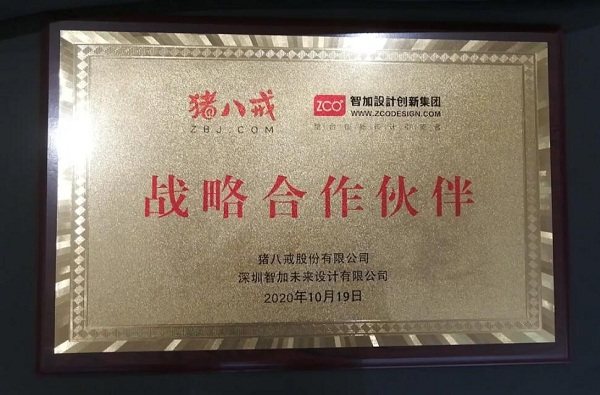 猪八戒
ZBJ.COM
ZCO
智加設計创新集团
WWW.ZCODESIGN.COM
战略合作伙伴
猪八戒股份有限公司
深圳智加未来设计有限公司
2020年10月19日